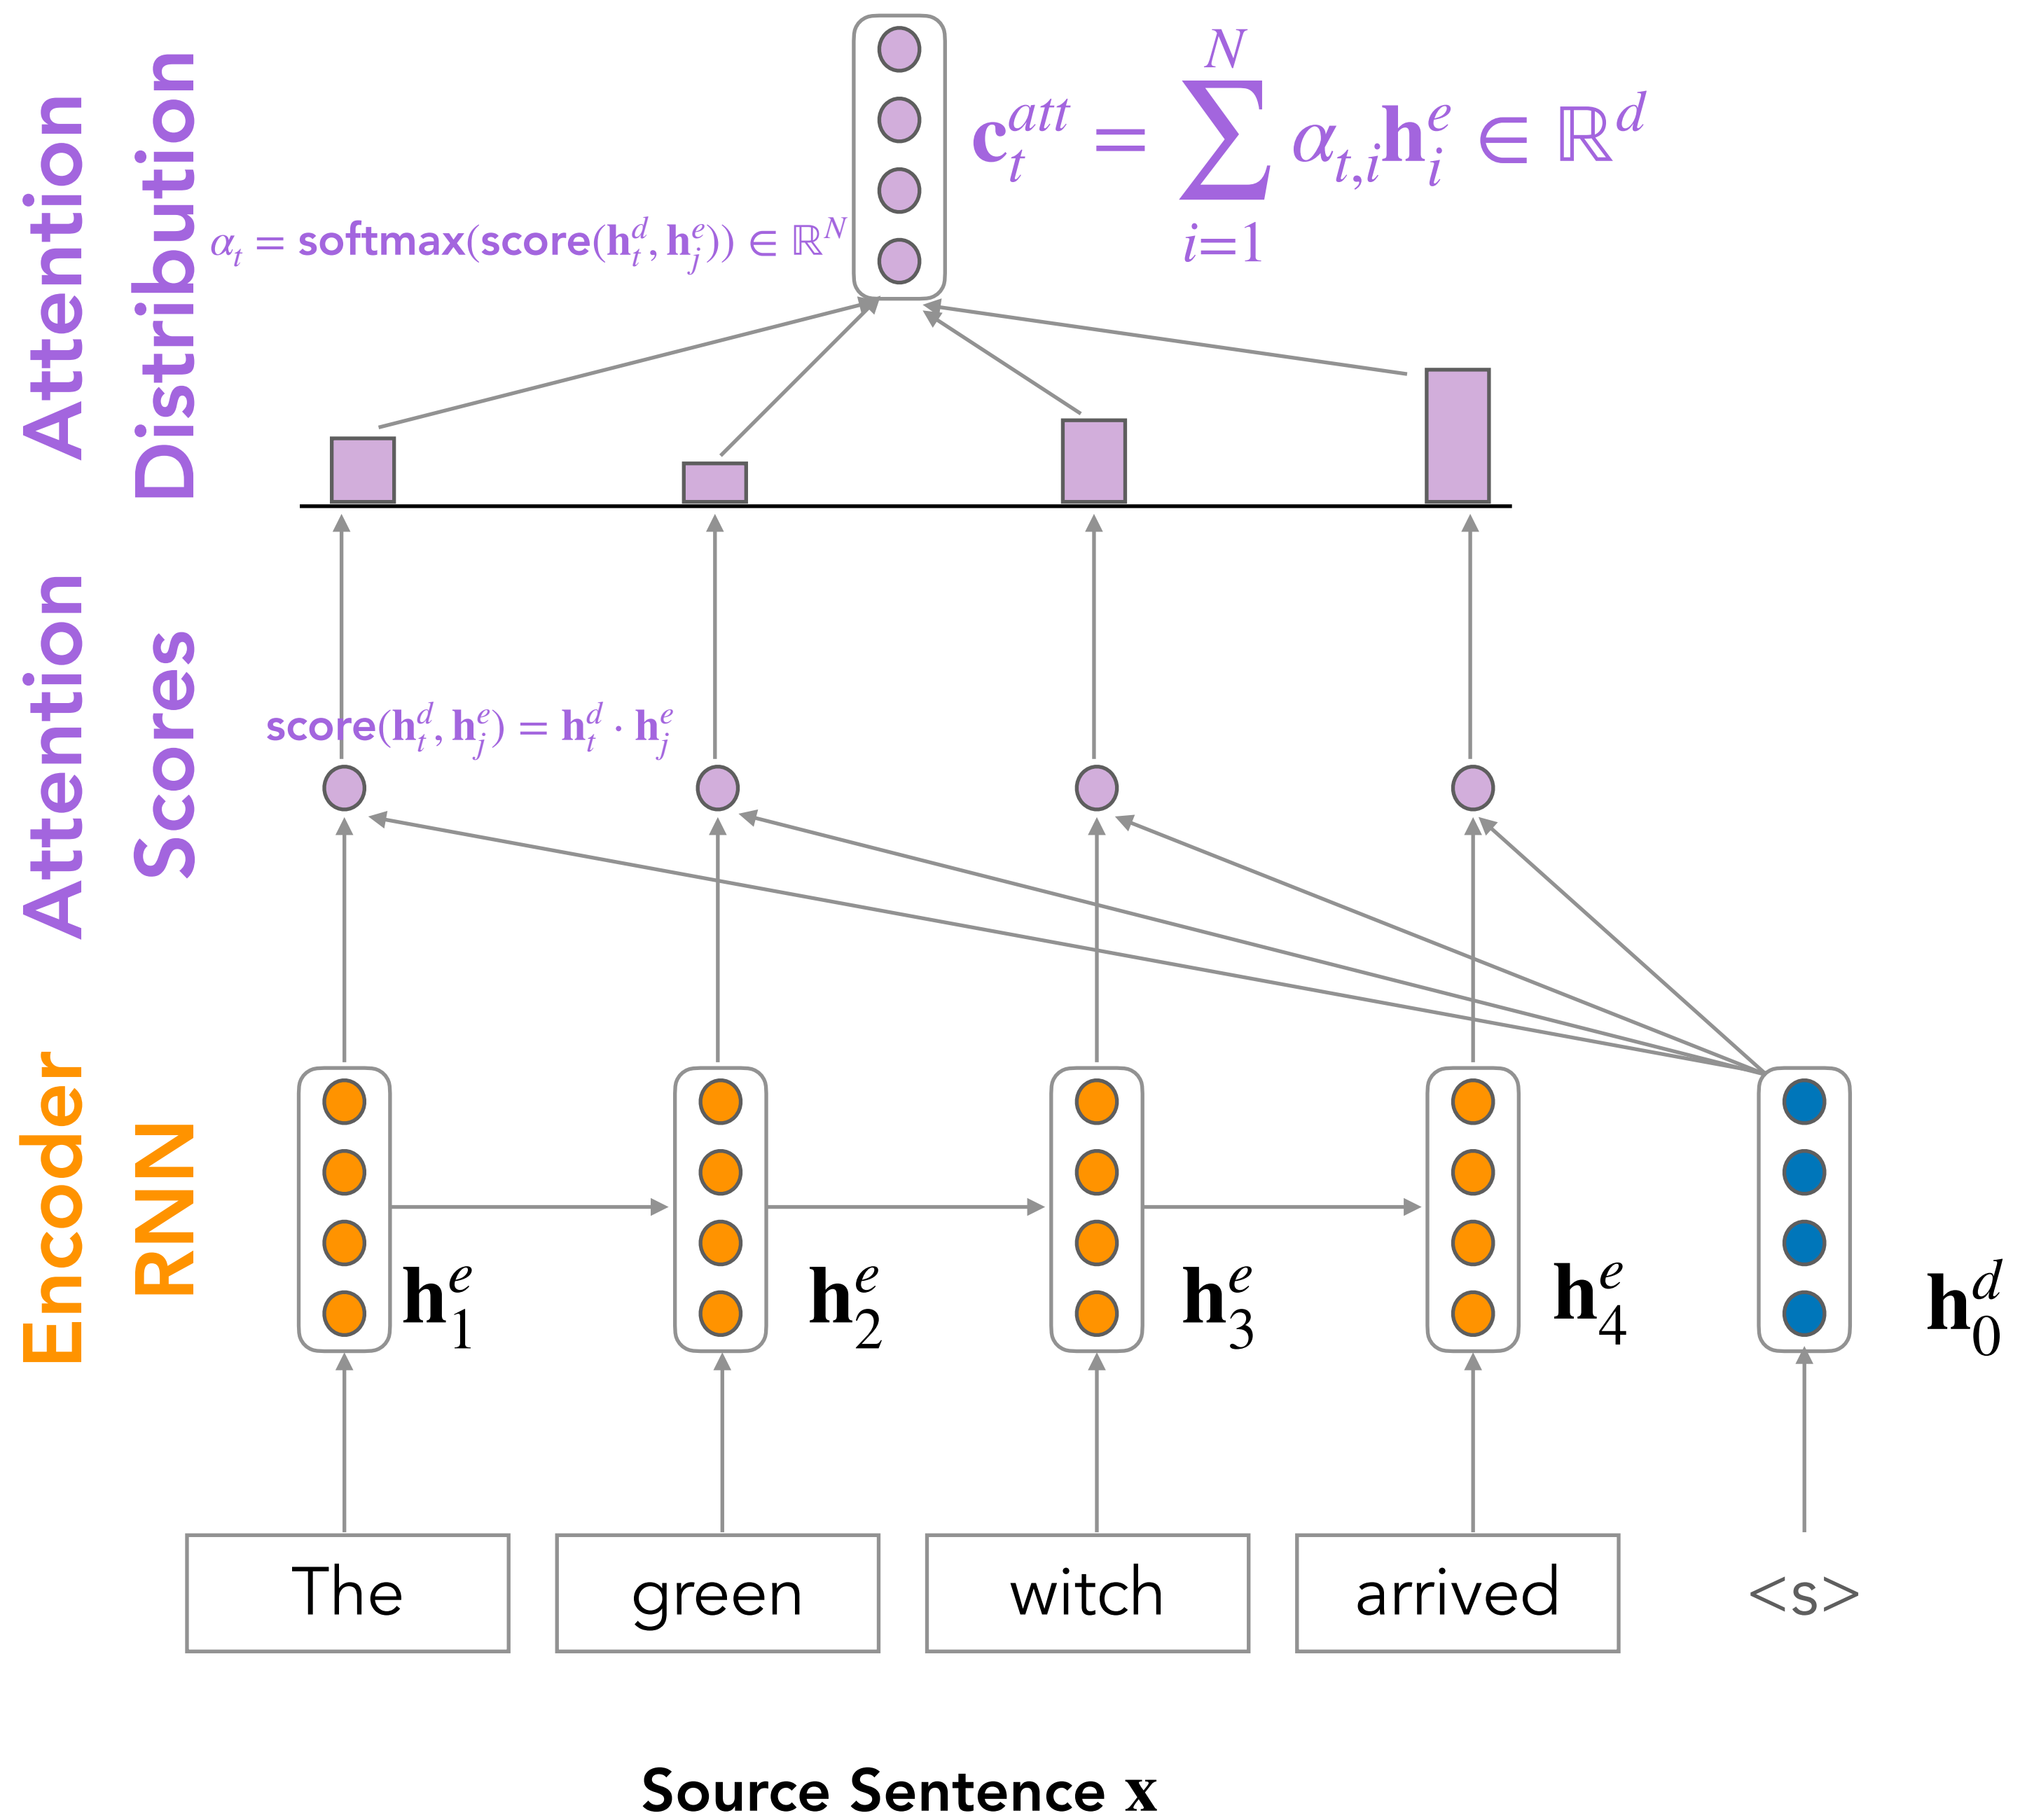 Attention
Distribution
c_t^{att} = \sum_{i=1}^{N} α_{t,i} h_i^e ∈ ℝ^d
α_t = softmax(score(h_t^d, h_j^e)) ∈ ℝ^N
Attention
Scores
score(h_t^d, h_j^e) = h_t^d · h_j^e
Encoder
RNN
h_1^e
h_2^e
h_3^e
h_4^e
h_0^d
The
green
witch
arrived
<s>
Source Sentence x